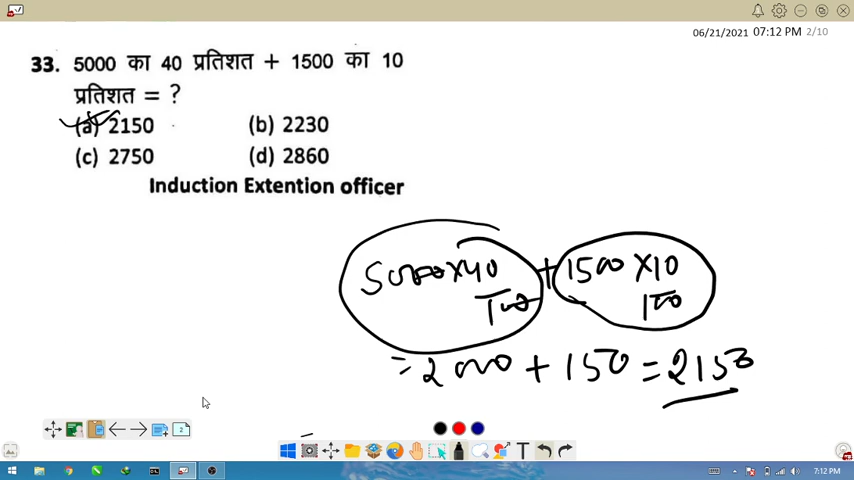 06/21/2021 07:12 PM 2/10
33. 5000 का 40 प्रतिशत + 1500 का 10
प्रतिशत = ?
(a) 2150 (b) 2230
(c) 2750 (d) 2860
Induction Extention officer
5000×40 + 1500×10
100 100
= 2000 + 150 = 2150
2
T
7:12 PM